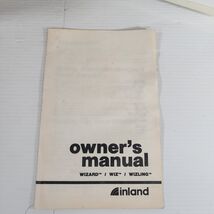 owner's
manual
WIZARD™ / WIZ™ / WIZLING™
inland